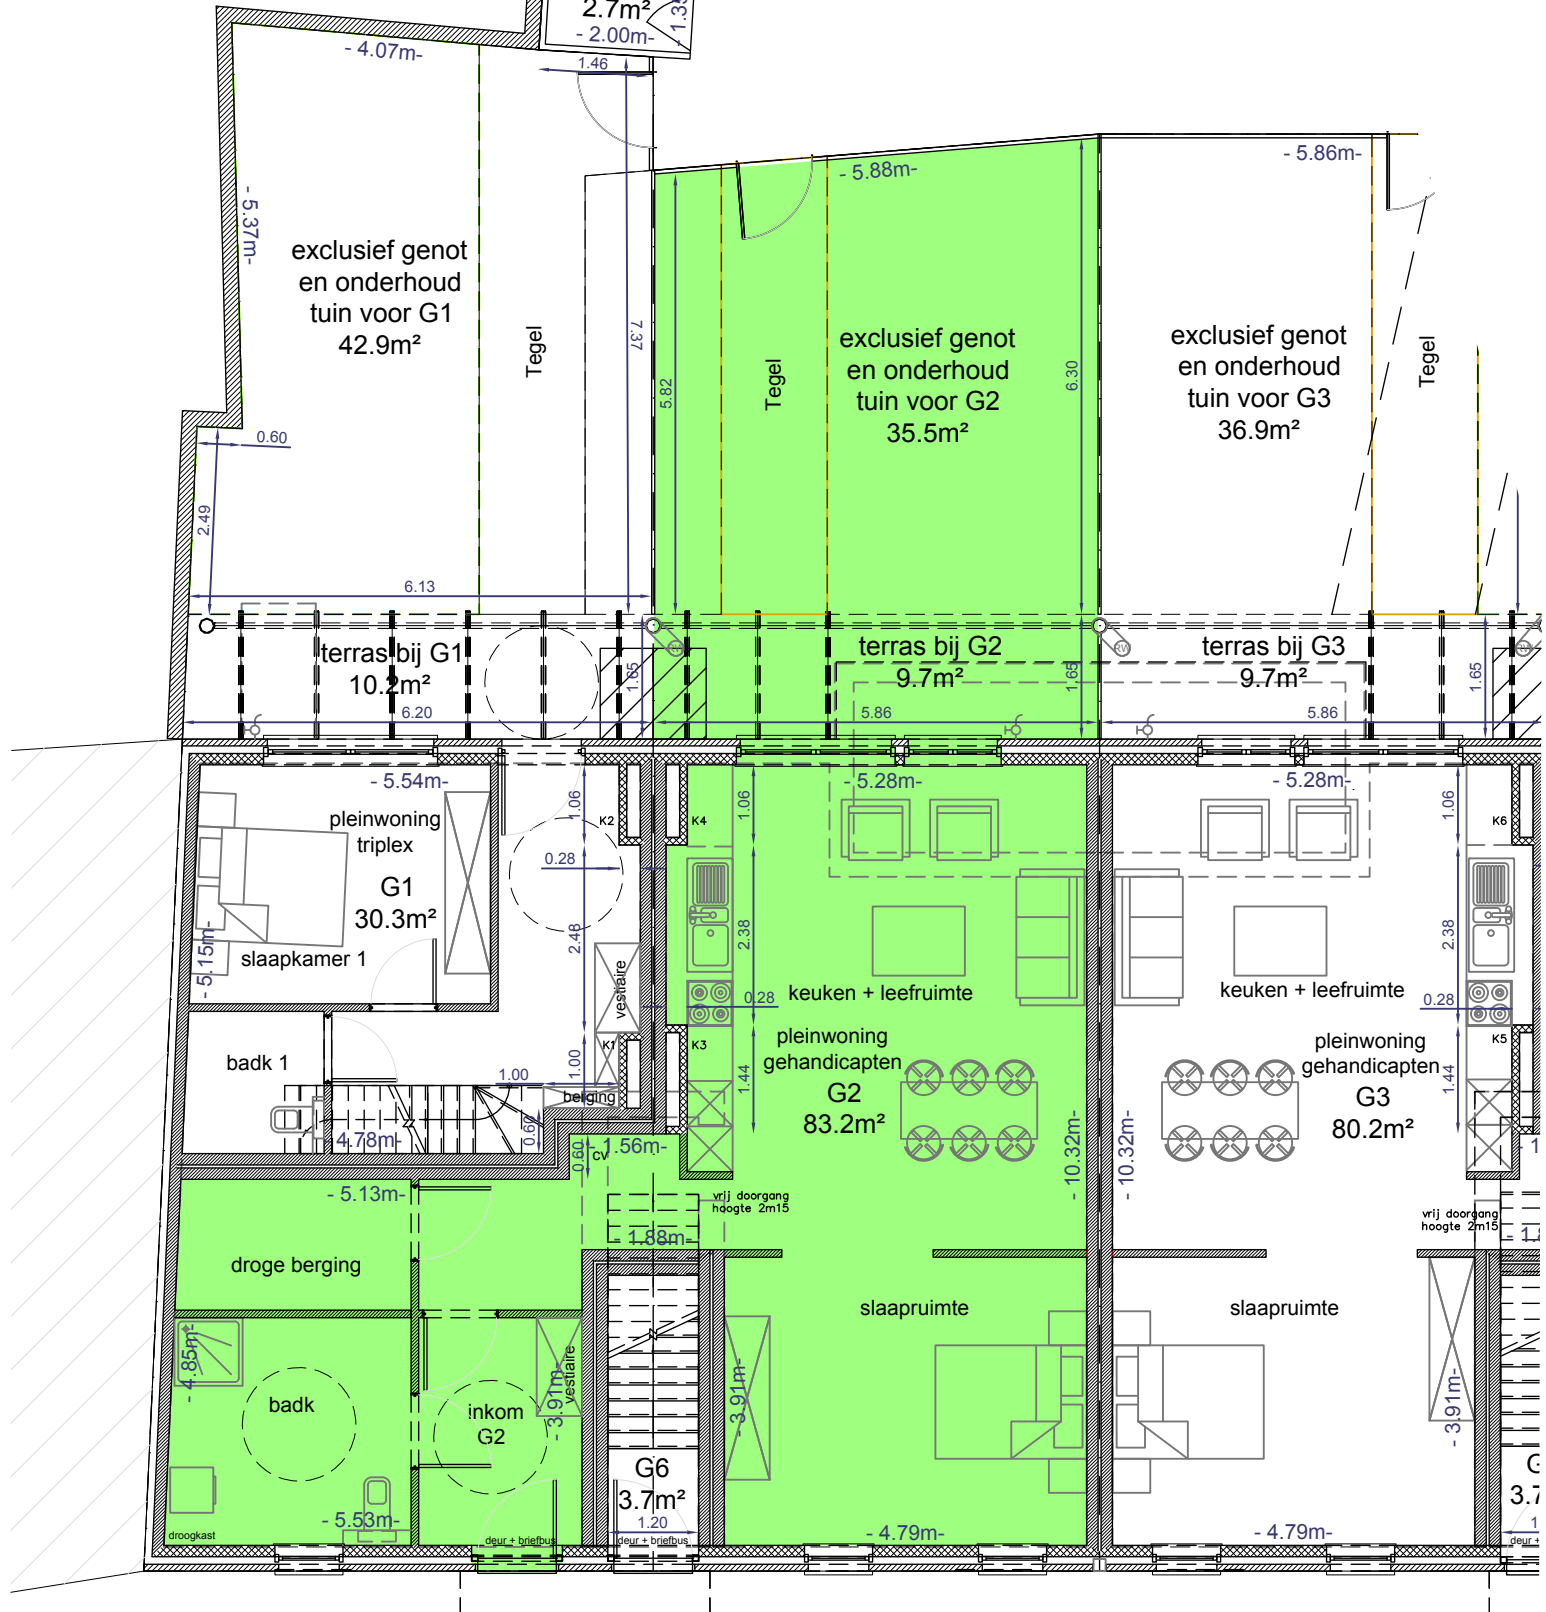 2.7m²
- 2.00m-
- 4.07m-
1.46
- 5.86m-
- 5.88m-
- 5.37m-
exclusief genot
en onderhoud
tuin voor G1
42.9m²
Tegel
7.37
5.82
Tegel
exclusief genot
en onderhoud
tuin voor G2
35.5m²
6.30
exclusief genot
en onderhoud
tuin voor G3
36.9m²
Tegel
0.60
2.49
6.13
terras bij G1
10.2m²
1.65
RW
terras bij G2
9.7m²
1.65
RW
terras bij G3
9.7m²
1.65
6.20
5.86
5.86
- 5.54m-
- 5.28m-
- 5.28m-
pleinwoning
triplex
G1
30.3m²
slaapkamer 1
- 5.15m-
1.06
K2
K4
1.06
1.06
K6
0.28
2.48
2.38
2.38
vestiaire
0.28
keuken + leefruimte
keuken + leefruimte
0.28
badk 1
K1
K3
K5
1.00
1.00
berging
0.60
4.78m-
pleinwoning
gehandicapten
G2
83.2m²
1.44
pleinwoning
gehandicapten
G3
80.2m²
1.44
- 10.32m-
- 10.32m-
0.60
CV
1.56m-
- 5.13m-
vrij doorgang
hoogte 2m15
vrij doorgang
hoogte 2m15
- 1.88m-
droge berging
slaapruimte
slaapruimte
- 4.85m-
badk
inkom
G2
- 3.91m-
vestiaire
- 3.91m-
- 3.91m-
G6
3.7m²
1.20
- 5.53m-
droogkast
deur + briefbus
deur + briefbus
- 4.79m-
- 4.79m-